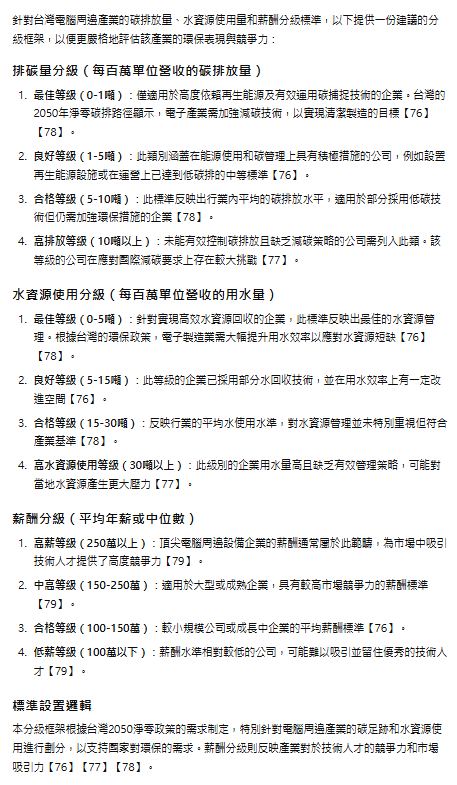 針對台灣電腦周邊產業的碳排放量、水資源使用量和薪酬分級標準，以下提供一份建議的分
級框架，以便更嚴格地評估該產業的環保表現與競爭力：
排碳量分級（每百萬單位營收的碳排放量）
1. 最佳等級（0-1噸）：僅適用於高度依賴再生能源及有效運用碳捕捉技術的企業。台灣的
2050年淨零碳排路徑顯示，電子產業需加強減碳技術，以實現清潔製造的目標【76】
【78】。
2. 良好等級（1-5噸）：此類別涵蓋在能源使用和碳管理上具有積極措施的公司，例如設置
再生能源設施或在運營上已達到低碳排的中等標準【76】。
3. 合格等級（5-10噸）：此標準反映出行業內平均的碳排放水平，適用於部分採用低碳技
術但仍需加強環保措施的企業【78】。
4. 高排放等級（10噸以上）：未能有效控制碳排放且缺乏減碳策略的公司需列入此類。該
等級的公司在應對國際減碳要求上存在較大挑戰【77】。
水資源使用分級（每百萬單位營收的用水量）
1. 最佳等級（0-5噸）：針對實現高效水資源回收的企業，此標準反映出最佳的水資源管
理。根據台灣的環保政策，電子製造業需大幅提升用水效率以應對水資源短缺【76】
【78】。
2. 良好等級（5-15噸）：此等級的企業已採用部分水回收技術，並在用水效率上有一定改
進空間【76】。
3. 合格等級（15-30噸）：反映行業的平均水使用水準，對水資源管理並未特別重視但符合
產業基準【78】。
4. 高水資源使用等級（30噸以上）：此級別的企業用水量高且缺乏有效管理策略，可能對
當地水資源產生更大壓力【77】。
薪酬分級（平均年薪或中位數）
1. 高薪等級（250萬以上）：頂尖電腦周邊設備企業的薪酬通常屬於此範疇，為市場中吸引
技術人才提供了高度競爭力【79】。
2. 中高等級（150-250萬）：適用於大型或成熟企業，具有較高市場競爭力的薪酬標準
【79】。
3. 合格等級（100-150萬）：較小規模公司或成長中企業的平均薪酬標準【76】。
4. 低薪等級（100萬以下）：薪酬水準相對較低的公司，可能難以吸引並留住優秀的技術人
才【79】。
標準設置邏輯
本分級框架根據台灣2050淨零政策的需求制定，特別針對電腦周邊產業的碳足跡和水資源使
用進行劃分，以支持國家對環保的需求。薪酬分級則反映產業對於技術人才的競爭力和市場
吸引力【76】【77】【78】。